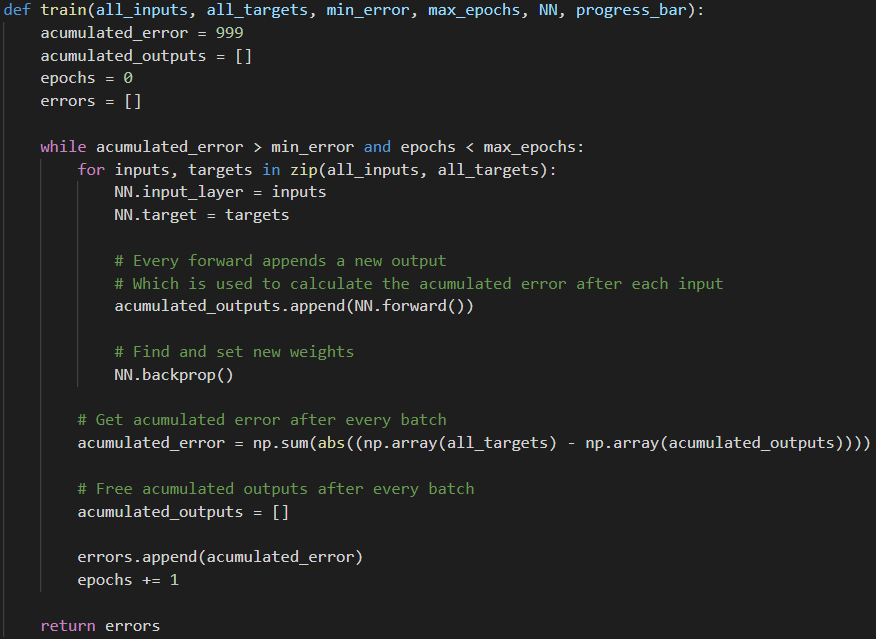 def train(all_inputs, all_targets, min_error, max_epochs, NN, progress_bar):
    acumulated_error = 999
    acumulated_outputs = []
    epochs = 0
    errors = []

    while acumulated_error > min_error and epochs < max_epochs:
        for inputs, targets in zip(all_inputs, all_targets):
            NN.input_layer = inputs
            NN.target = targets

            # Every forward appends a new output
            # Which is used to calculate the acumulated error after each input
            acumulated_outputs.append(NN.forward())

            # Find and set new weights
            NN.backprop()

        # Get acumulated error after every batch
        acumulated_error = np.sum(abs((np.array(all_targets) - np.array(acumulated_outputs))))

        # Free acumulated outputs after every batch
        acumulated_outputs = []

        errors.append(acumulated_error)
        epochs += 1

    return errors